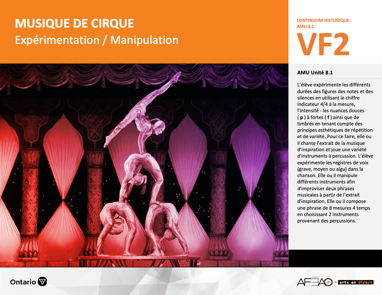 MUSIQUE DE CIRQUE
Expérimentation / Manipulation
CONTINUUM HISTORIQUE :
AMU B.1
VF2
AMU Unité 8.1
L'élève expérimente les différents
durées des figures des notes et des
silences en utilisant le chiffre
indicateur 4/4 à la mesure,
l'intensité - les nuances douces
( p ) à fortes ( f ) ainsi que de
timbres en tenant compte des
principes esthétiques de répétition
et de variété. Pour ce faire, elle ou
il chante l'extrait de la musique
d'inspiration et joue une variété
d'instruments à percussion. L'élève
expérimente les registres de voix
(grave, moyen ou aigu) dans la
chanson. Elle ou il manipule
différents instruments afin
d'improviser deux phrases
musicales à partir de l'extrait
d'inspiration. Elle ou il compose
une phrase de 8 mesures 4 temps
en choisissant 2 instruments
provenant des percussions.
Ontario
AFEAO
arts en direct